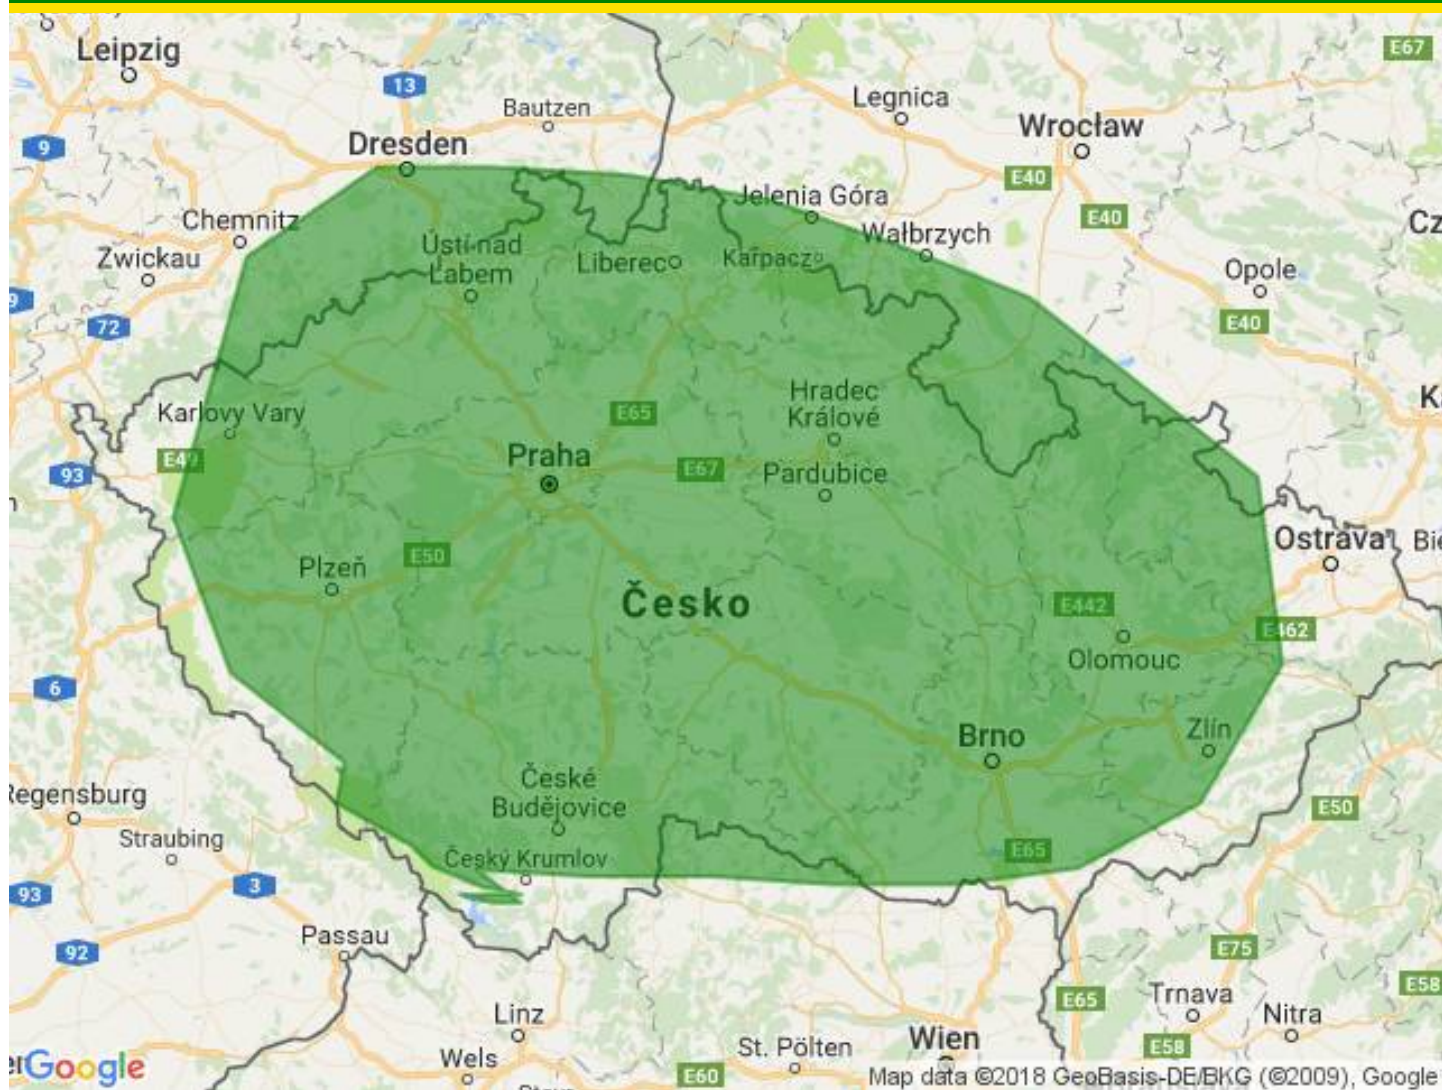 Leipzig
E67
13
Bautzen
Legnica
Wrocław
9
Dresden
E40
Jelenia Góra
E40
Chemnitz
Ústí nad
Labem
Wałbrzych
Zwickau
Liberec
Karpacz
Opole
9
72
E40
Hradec
Králové
Karlovy Vary
E65
E49
Praha
93
E67
Pardubice
Ostrava
E50
Plzeň
Česko
E442
E462
Olomouc
6
Zlín
Brno
České
Budějovice
Regensburg
E50
Straubing
E65
Český Krumlov
3
93
Passau
92
E75
E58
Trnava
E65
Linz
Nitra
Wien
St. Pölten
E58
Wels
Google
E60
Map data ©2018 GeoBasis-DE/BKG (©2009), Google